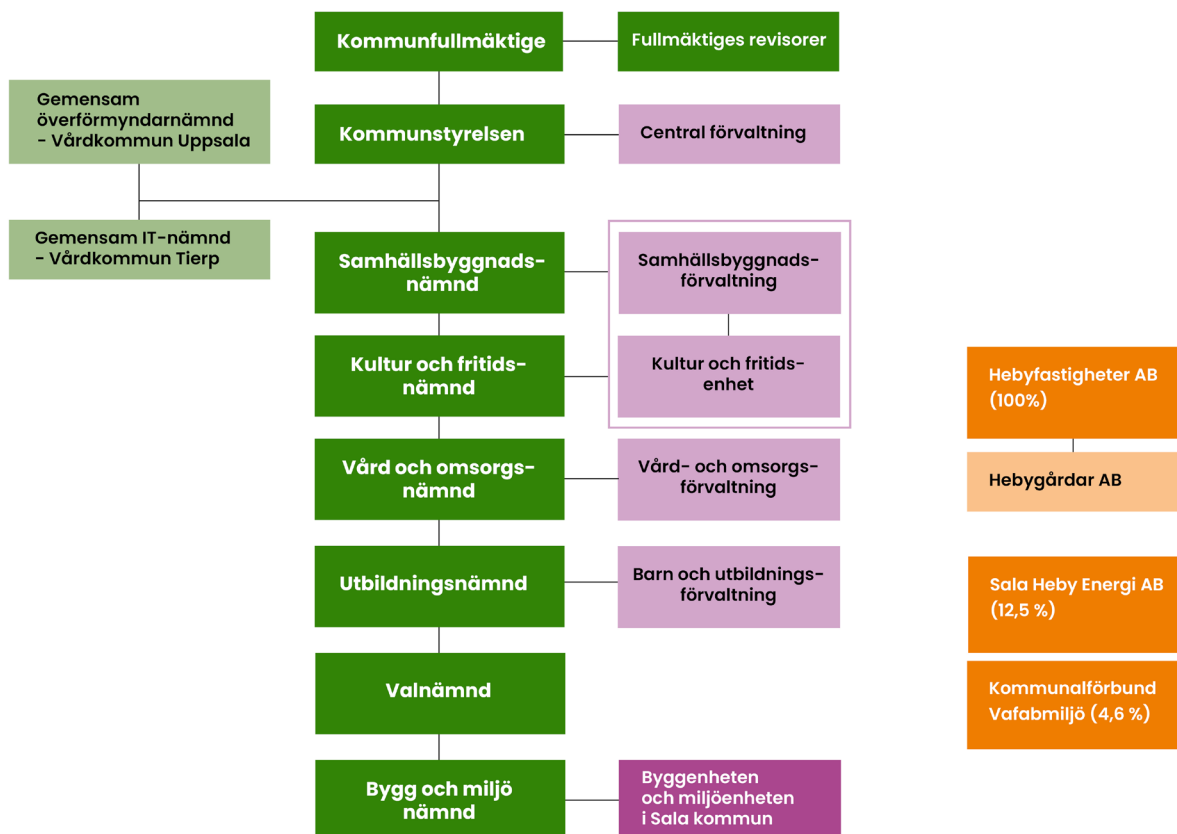 Kommunfullmäktige
Fullmäktiges revisorer
Gemensam
överförmyndarnämnd
- Vårdkommun Uppsala
Kommunstyrelsen
Central förvaltning
Gemensam IT-nämnd
- Vårdkommun Tierp
Samhällsbyggnads-
nämnd
Samhällsbyggnads-
förvaltning
Kultur och fritids-
nämnd
Kultur och fritids-
enhet
Hebyfastigheter AB
(100%)
Vård och omsorgs-
nämnd
Vård- och omsorgs-
förvaltning
Hebygårdar AB
Utbildningsnämnd
Barn och utbildnings-
förvaltning
Sala Heby Energi AB
(12,5 %)
Valnämnd
Kommunalförbund
Vafabmiljö (4,6 %)
Bygg och miljö
nämnd
Byggenheten
och miljöenheten
i Sala kommun